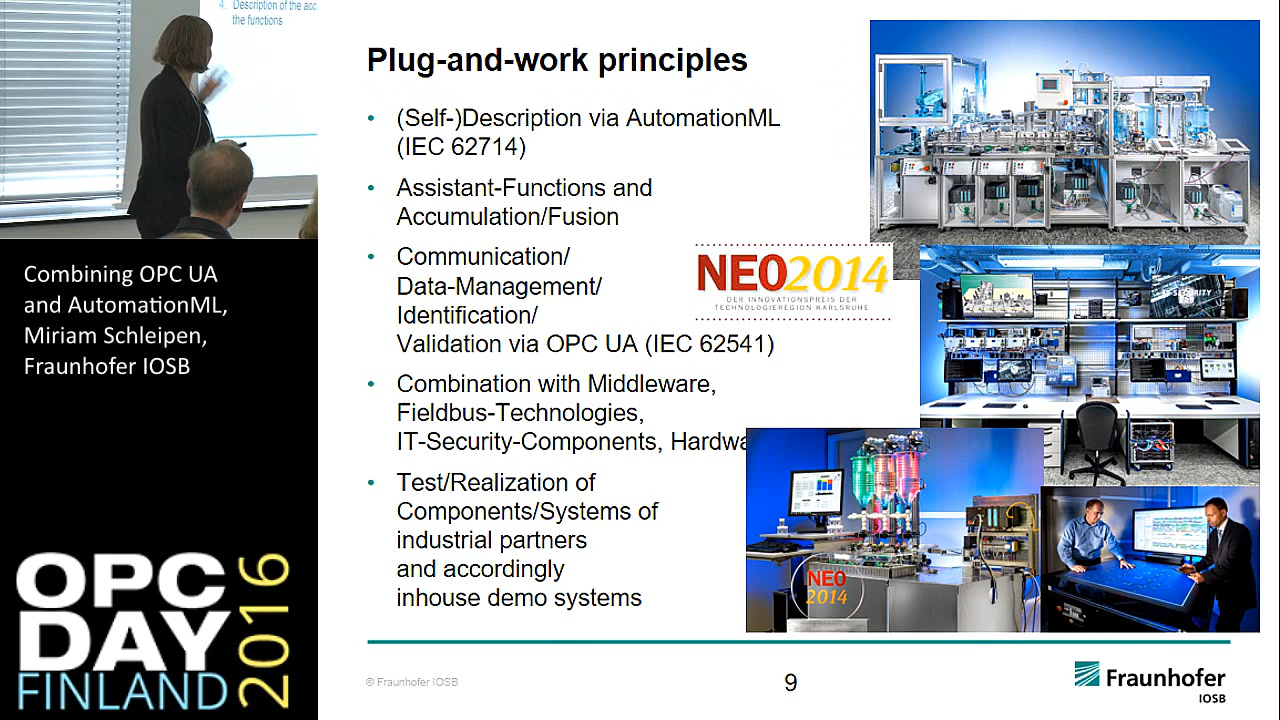 4. Description of the acc
the functions
Combining OPC UA
and AutomationML,
Miriam Schleipen,
Fraunhofer IOSB
OPC
DAY
FINLAND
2016
Plug-and-work principles
• (Self-)Description via AutomationML
(IEC 62714)
• Assistant-Functions and
Accumulation/Fusion
• Communication/
Data-Management/
Identification/
Validation via OPC UA (IEC 62541)
• Combination with Middleware,
Fieldbus-Technologies,
IT-Security-Components, Hardwa
• Test/Realization of
Components/Systems of
industrial partners
and accordingly
inhouse demo systems
NEO2014
DER INNOVATIONSPREIS DER
TECHNOLOGIEREGION KARLSRUHE
IT-SECURITY
NEO
2014
© Fraunhofer IOSB
9
Fraunhofer
IOSB